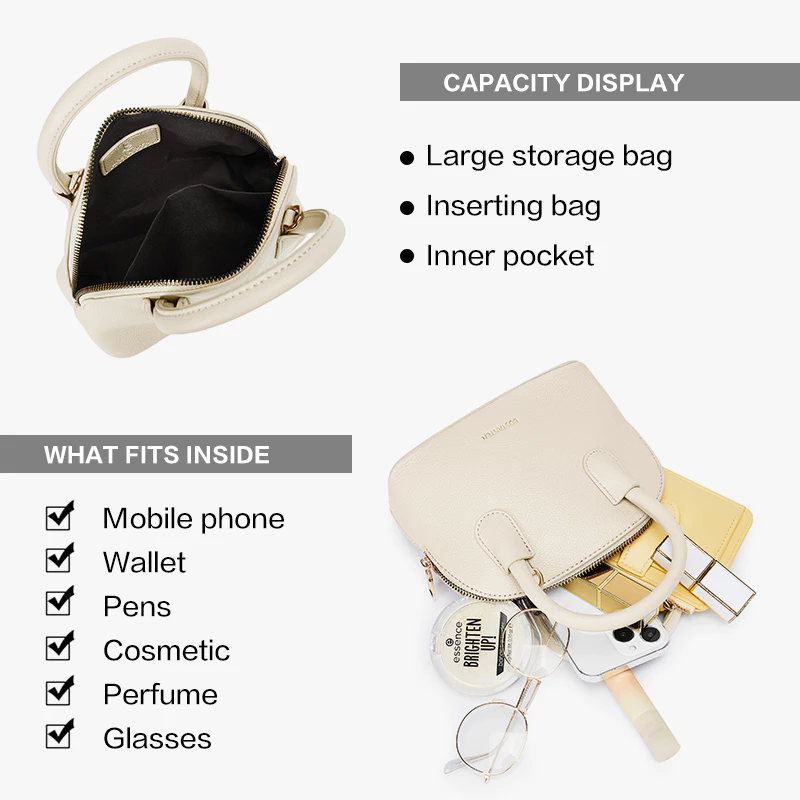 CAPACITY DISPLAY
Large storage bag
Inserting bag
Inner pocket
WHAT FITS INSIDE
Mobile phone
Wallet
Pens
Cosmetic
Perfume
Glasses
essence
BRIGHTEN
UP!